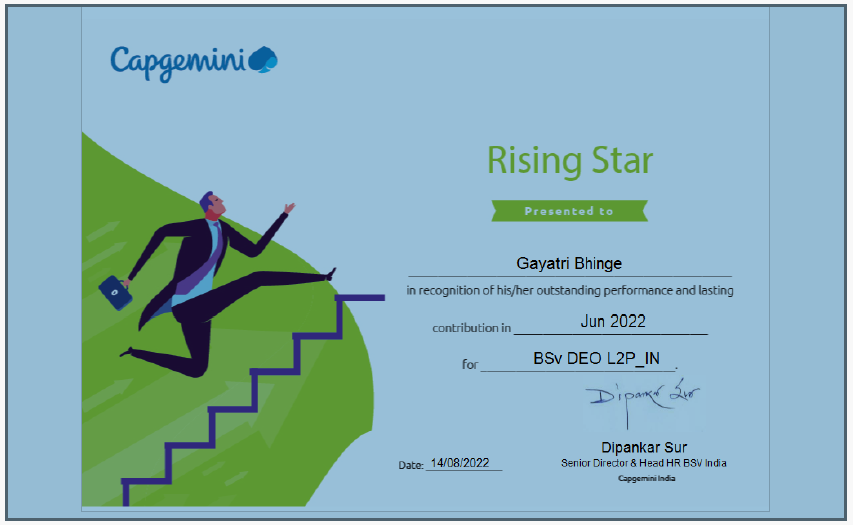 Capgemini
Rising Star
Presented to
Gayatri Bhinge
in recognition of his/her outstanding performance and lasting
contribution in Jun 2022
for BSv DEO L2P_IN.
Dipankar Sur
Dipankar Sur
Senior Director & Head HR BSV India
Date: 14/08/2022
Capgemini India